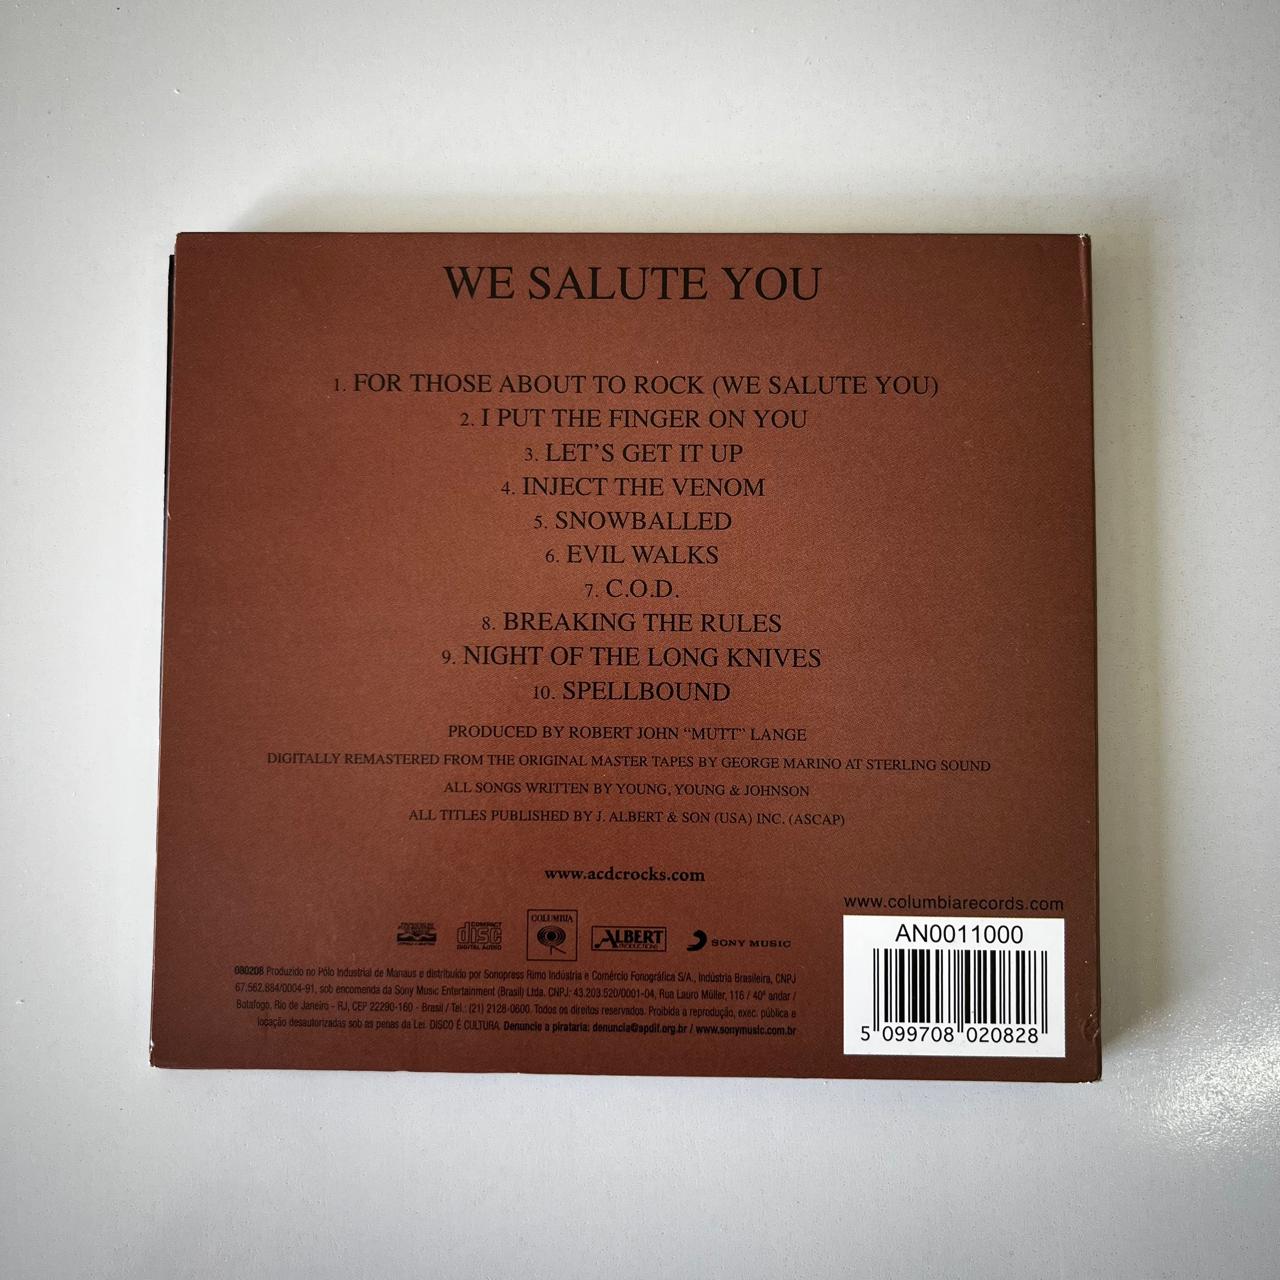 WE SALUTE YOU
1. FOR THOSE ABOUT TO ROCK (WE SALUTE YOU)
2. I PUT THE FINGER ON YOU
3. LET'S GET IT UP
4. INJECT THE VENOM
5. SNOWBALLED
6. EVIL WALKS
7. C.O.D.
8. BREAKING THE RULES
9. NIGHT OF THE LONG KNIVES
10. SPELLBOUND
PRODUCED BY ROBERT JOHN “MUTT” LANGE
DIGITALLY REMASTERED FROM THE ORIGINAL MASTER TAPES BY GEORGE MARINO AT STERLING SOUND
ALL SONGS WRITTEN BY YOUNG, YOUNG & JOHNSON
ALL TITLES PUBLISHED BY J. ALBERT & SON (USA) INC. (ASCAP)
www.acdcrocks.com
www.columbiarecords.com
COMPACT disc DIGITAL AUDIO
COLUMBIA
ALBERT PRODUCTIONS
SONY MUSIC
080208 Produzido no Pólo Industrial de Manaus e distribuído por Sonopress Rimo Indústria e Comércio Fonográfica S/A., Indústria Brasileira, CNPJ
67.562.884/0004-91, sob encomenda da Sony Music Entertainment (Brasil) Ltda. CNPJ: 43.203.520/0001-04, Rua Lauro Müller, 116 / 40º andar /
Botafogo, Rio de Janeiro - RJ, CEP 22290-160 - Brasil / Tel.: (21) 2128-0600. Todos os direitos reservados. Proibida a reprodução, exec. pública e
locação desautorizadas sob as penas da Lei. DISCO É CULTURA. Denuncie a pirataria: denuncia@apdif.org.br / www.sonymusic.com.br
AN0011000
5 099708 020828